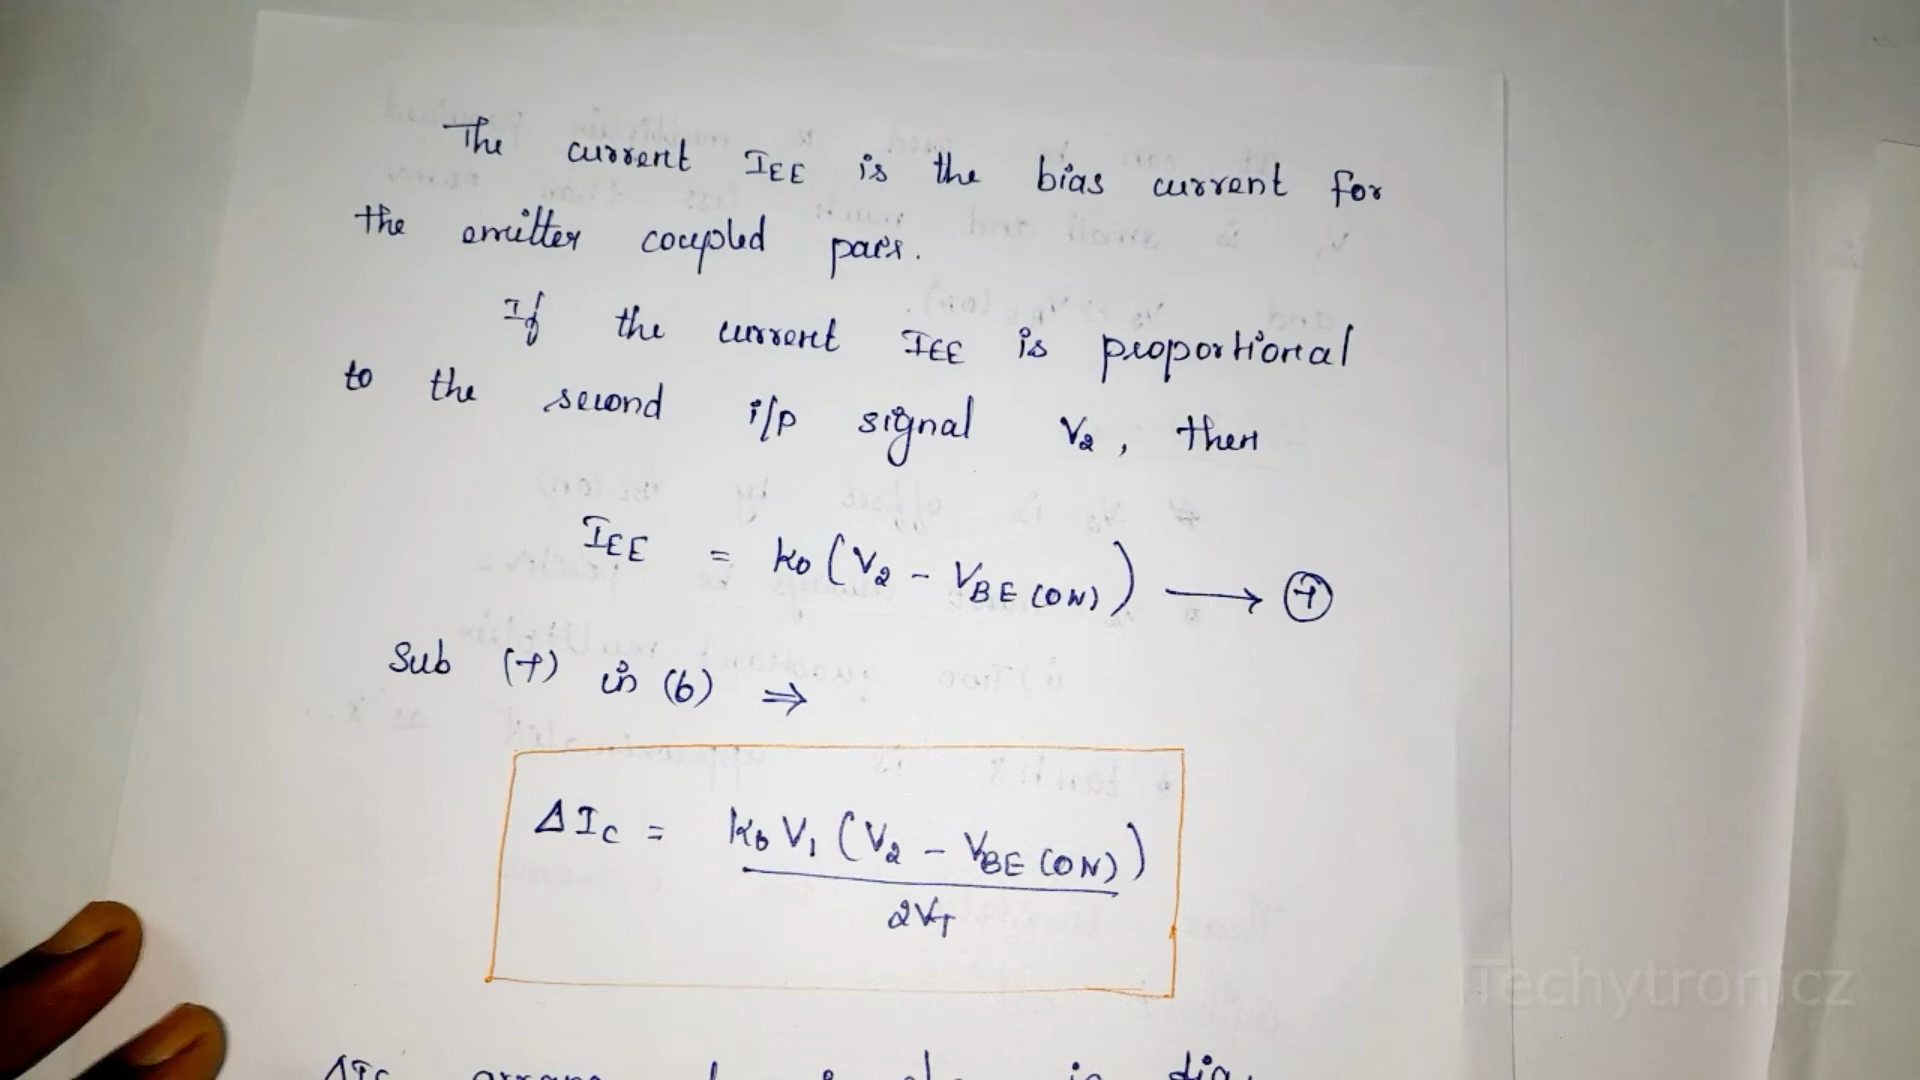 The current IEE is the bias current for
the emitter coupled pair.
If the current IEE is proportional
to the second i/p signal V2, then
IEE = k0 (V2 - VBE (ON)) ⟶ ⑦
Sub (7) in (6) ⇒
ΔIC = k0 V1 (V2 - VBE (ON))
2VT
ΔIC
Techytronicz